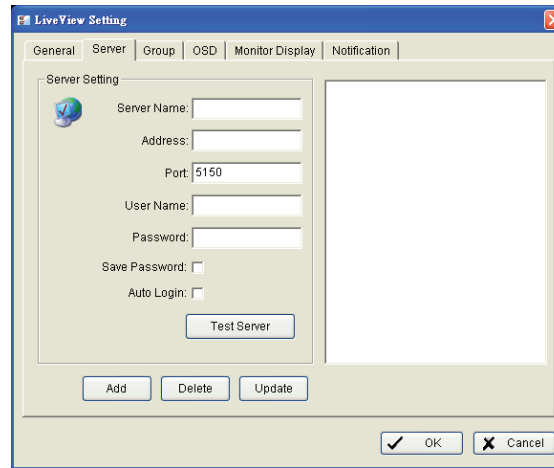 LiveView Setting
General Server Group OSD Monitor Display Notification
Server Setting
Server Name:
Address:
Port: 5150
User Name:
Password:
Save Password:
Auto Login:
Test Server
Add Delete Update
OK Cancel